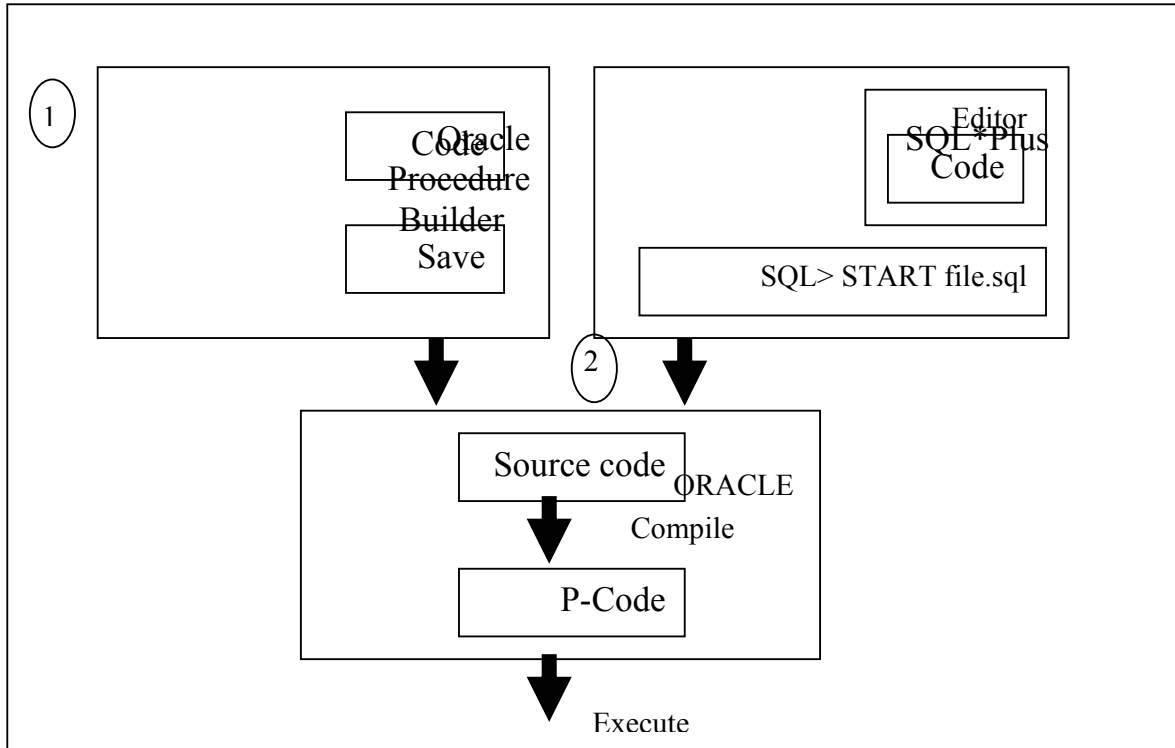 1
Code
Oracle
Procedure
Builder
Save
Editor
SQL*Plus
Code
SQL> START file.sql
2
Source code
ORACLE
Compile
P-Code
Execute